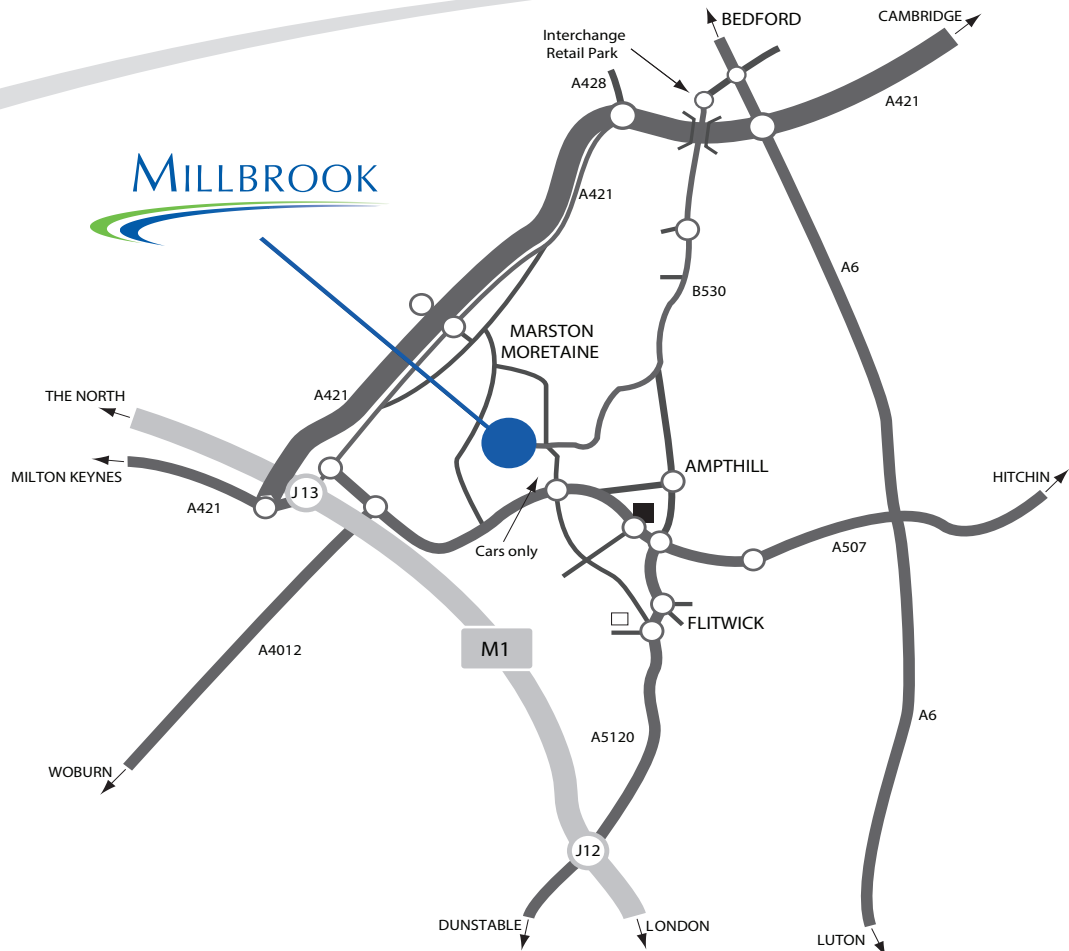 BEDFORD
CAMBRIDGE
Interchange
Retail Park
A428
A421
MILLBROOK
A421
A6
B530
MARSTON
MORETAINE
THE NORTH
A421
MILTON KEYNES
AMPTHILL
HITCHIN
J13
A421
Cars only
A507
FLITWICK
M1
A4012
A6
A5120
WOBURN
J12
DUNSTABLE
LONDON
LUTON